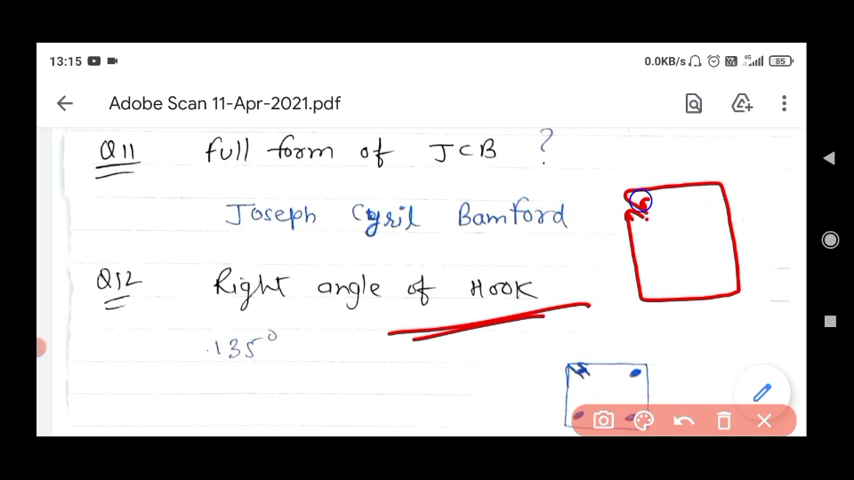 13:15 0.0KB/s 4G 85
Adobe Scan 11-Apr-2021.pdf
Q11 full form of JCB ?
Joseph Cyril Bamford
Q12 Right angle of HOOK
135°